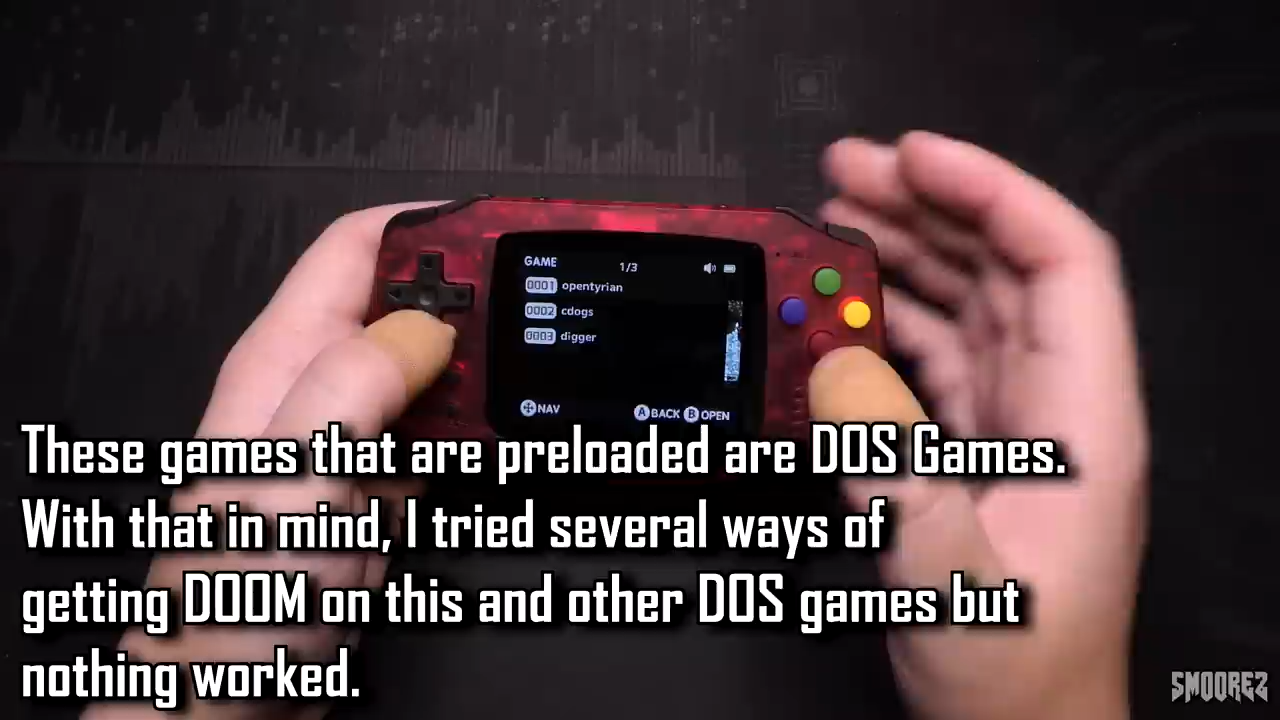 GAME
1/3
0001 opentyrian
0002 cdogs
0003 digger
NAV
A BACK B OPEN
These games that are preloaded are DOS Games.
With that in mind, I tried several ways of
getting DOOM on this and other DOS games but
nothing worked.
SMOOREZ